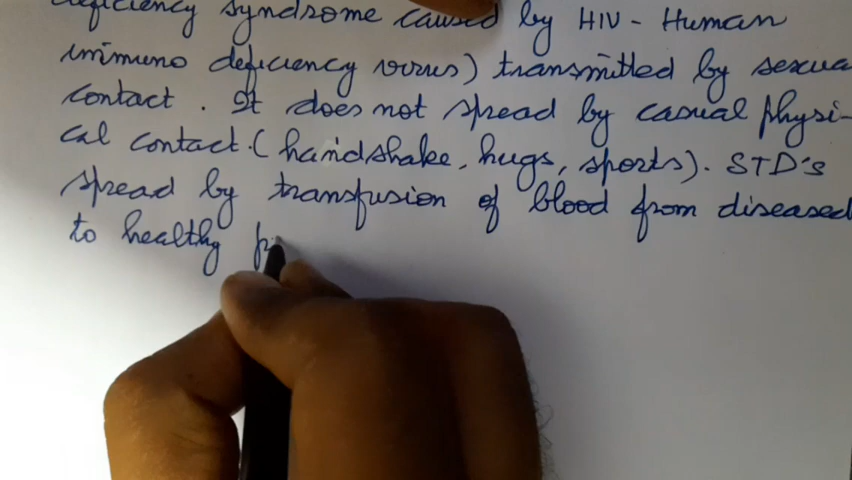 deficiency syndrome caused by HIV - Human
immuno deficiency virus) transmitted by sexua
contact. It does not spread by casual physi-
cal contact. (handshake, hugs, sports). STD's
spread by transfusion of blood from diseased
to healthy